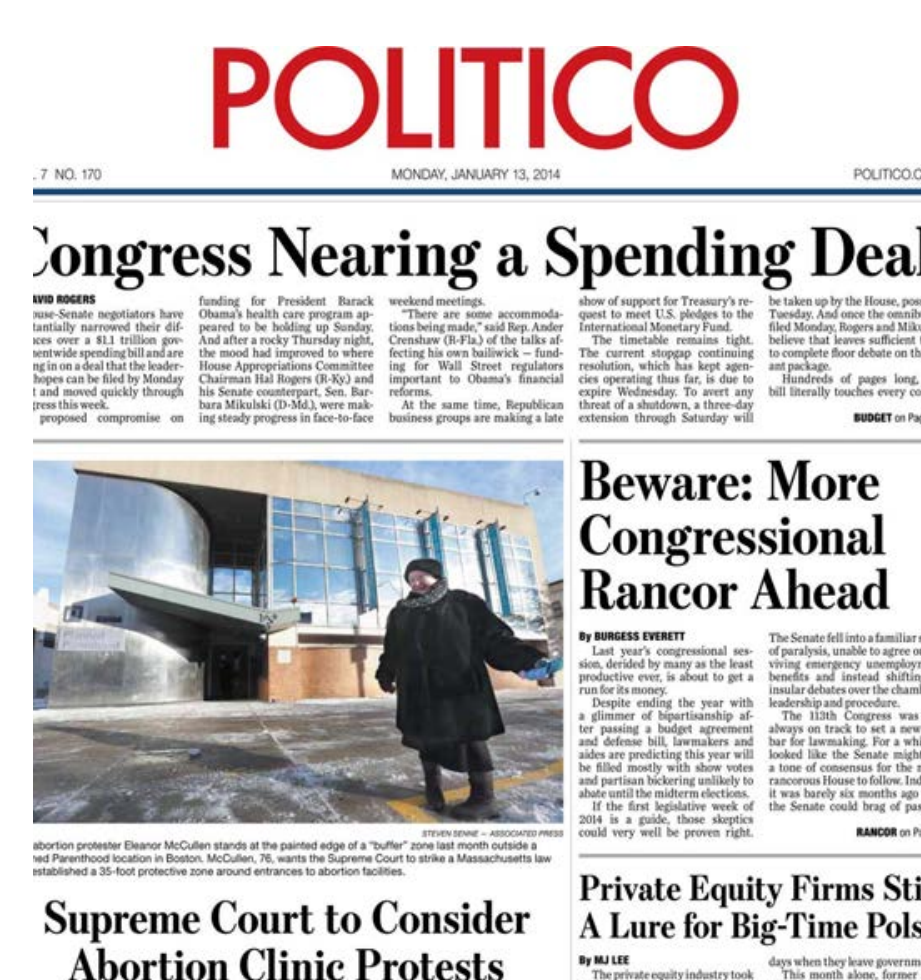 POLITICO
. 7 NO. 170
MONDAY, JANUARY 13, 2014
POLITICO.C
Congress Nearing a Spending Deal
AVID ROGERS
ouse-Senate negotiators have
tantially narrowed their dif-
ces over a $1.1 trillion gov-
mentwide spending bill and are
ng in on a deal that the leader-
hopes can be filed by Monday
t and moved quickly through
gress this week.
proposed compromise on
funding for President Barack
Obama's health care program ap-
peared to be holding up Sunday.
And after a rocky Thursday night,
the mood had improved to where
House Appropriations Committee
Chairman Hal Rogers (R-Ky.) and
his Senate counterpart, Sen. Bar-
bara Mikulski (D-Md.), were mak-
ing steady progress in face-to-face
weekend meetings.
"There are some accommoda-
tions being made," said Rep. Ander
Crenshaw (R-Fla.) of the talks af-
fecting his own bailiwick — fund-
ing for Wall Street regulators
important to Obama's financial
reforms.
At the same time, Republican
business groups are making a late
show of support for Treasury's re-
quest to meet U.S. pledges to the
International Monetary Fund.
The timetable remains tight.
The current stopgap continuing
resolution, which has kept agen-
cies operating thus far, is due to
expire Wednesday. To avert any
threat of a shutdown, a three-day
extension through Saturday will
be taken up by the House, pos
Tuesday. And once the omnib
filed Monday, Rogers and Miku
believe that leaves sufficient t
to complete floor debate on th
ant package.
Hundreds of pages long,
bill literally touches every co
BUDGET on Pag
Planned
Parenthood
STEVEN SENNE — ASSOCIATED PRESS
abortion protester Eleanor McCullen stands at the painted edge of a "buffer" zone last month outside a
ned Parenthood location in Boston. McCullen, 76, wants the Supreme Court to strike a Massachusetts law
established a 35-foot protective zone around entrances to abortion facilities.
Supreme Court to Consider
Abortion Clinic Protests
Beware: More
Congressional
Rancor Ahead
By BURGESS EVERETT
Last year's congressional ses-
sion, derided by many as the least
productive ever, is about to get a
run for its money.
Despite ending the year with
a glimmer of bipartisanship af-
ter passing a budget agreement
and defense bill, lawmakers and
aides are predicting this year will
be filled mostly with show votes
and partisan bickering unlikely to
abate until the midterm elections.
If the first legislative week of
2014 is a guide, those skeptics
could very well be proven right.
The Senate fell into a familiar
of paralysis, unable to agree o
viving emergency unemployn
benefits and instead shifting
insular debates over the cham
leadership and procedure.
The 113th Congress was
always on track to set a new
bar for lawmaking. For a whi
looked like the Senate might
a tone of consensus for the m
rancorous House to follow. Ind
it was barely six months ago
the Senate could brag of pas
RANCOR on Pa
Private Equity Firms Sti
A Lure for Big-Time Pols
By MJ LEE
The private equity industry took
days when they leave governm
This month alone, former